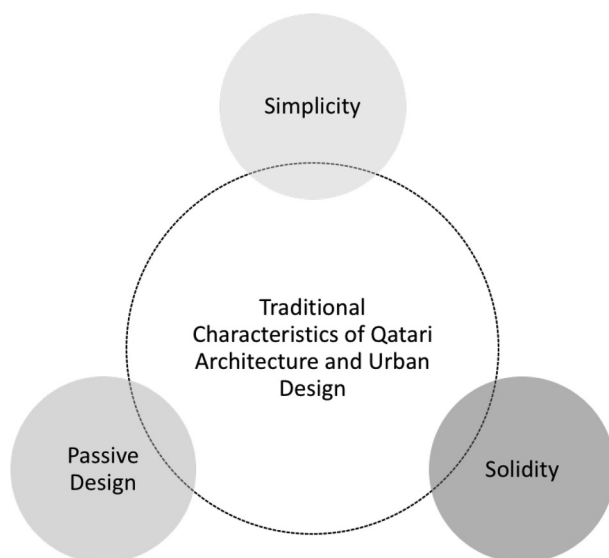 Simplicity
Traditional
Characteristics of Qatari
Architecture and Urban
Design
Passive
Design
Solidity